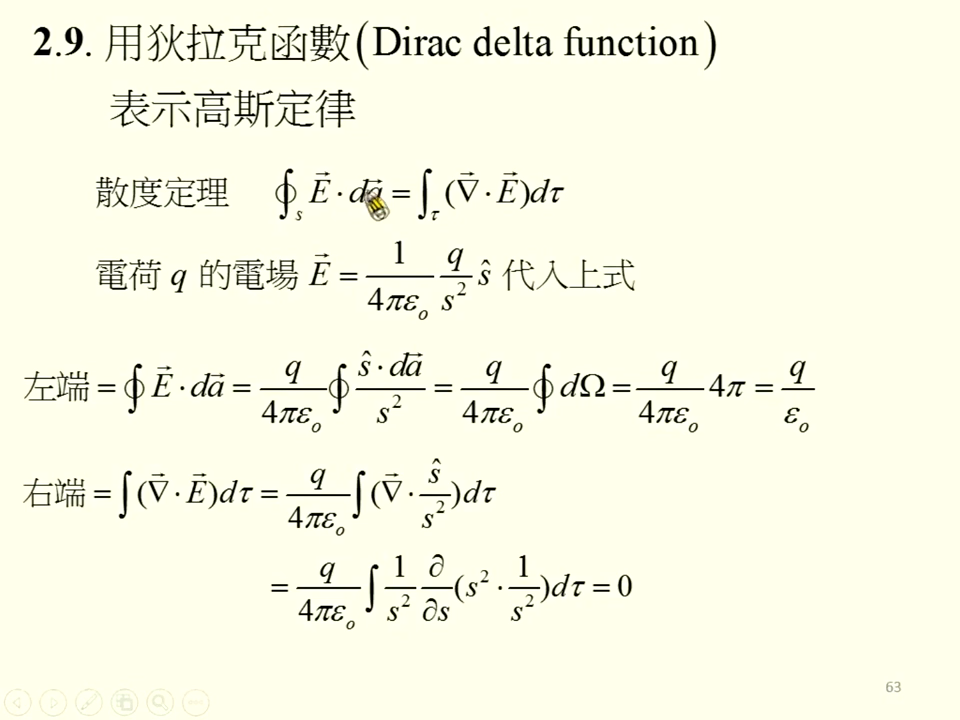 2.9. 用狄拉克函數(Dirac delta function)
表示高斯定律
散度定理 ∮ₛ E⃗ · da⃗ = ∫_τ (∇⃗ · E⃗)dτ
電荷 q 的電場 E⃗ = 1/(4πεₒ) q/s² ŝ 代入上式
左端 = ∮ E⃗ · da⃗ = q/(4πεₒ) ∮ (ŝ · da⃗)/s² = q/(4πεₒ) ∮ dΩ = q/(4πεₒ) 4π = q/εₒ
右端 = ∫ (∇⃗ · E⃗)dτ = q/(4πεₒ) ∫ (∇⃗ · ŝ/s²)dτ
= q/(4πεₒ) ∫ 1/s² ∂/∂s (s² · 1/s²)dτ = 0
63